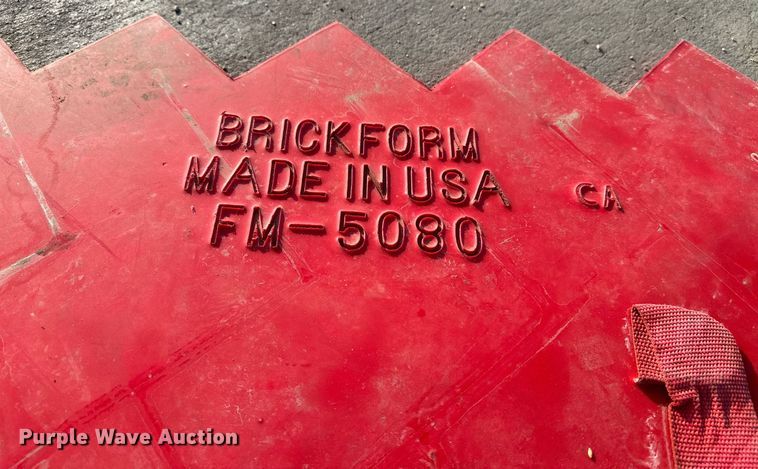 BRICKFORM
MADE IN USA
CA
FM-5080
Purple Wave Auction